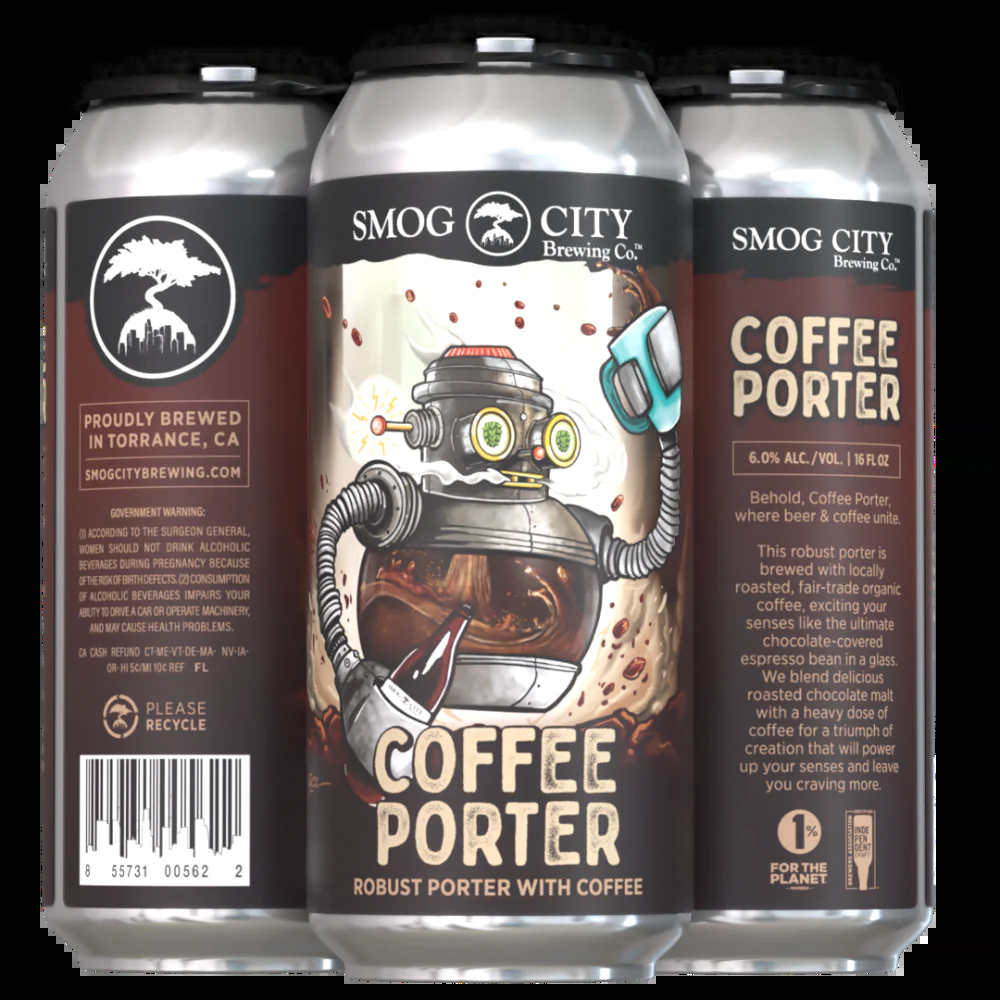 PROUDLY BREWED
IN TORRANCE, CA
SMOGCITYBREWING.COM
GOVERNMENT WARNING:
(1) ACCORDING TO THE SURGEON GENERAL,
WOMEN SHOULD NOT DRINK ALCOHOLIC
BEVERAGES DURING PREGNANCY BECAUSE
OF THE RISK OF BIRTH DEFECTS. (2) CONSUMPTION
OF ALCOHOLIC BEVERAGES IMPAIRS YOUR
ABILITY TO DRIVE A CAR OR OPERATE MACHINERY,
AND MAY CAUSE HEALTH PROBLEMS.
CA CASH REFUND CT-ME-VT-DE-MA- NV-IA-
OR-HI 5¢/MI 10¢ REF FL
PLEASE
RECYCLE
8 55731 00562 2
SMOG CITY
Brewing Co.™
COFFEE
PORTER
ROBUST PORTER WITH COFFEE
SMOG CITY
Brewing Co.™
COFFEE
PORTER
6.0% ALC./VOL. | 16 FL OZ
Behold, Coffee Porter,
where beer & coffee unite.
This robust porter is
brewed with locally
roasted, fair-trade organic
coffee, exciting your
senses like the ultimate
chocolate-covered
espresso bean in a glass.
We blend delicious
roasted chocolate malt
with a heavy dose of
coffee for a triumph of
creation that will power
up your senses and leave
you craving more.
1%
FOR THE
PLANET
BREWERS ASSOCIATION
CERTIFIED
INDE
PEN
DENT
CRAFT